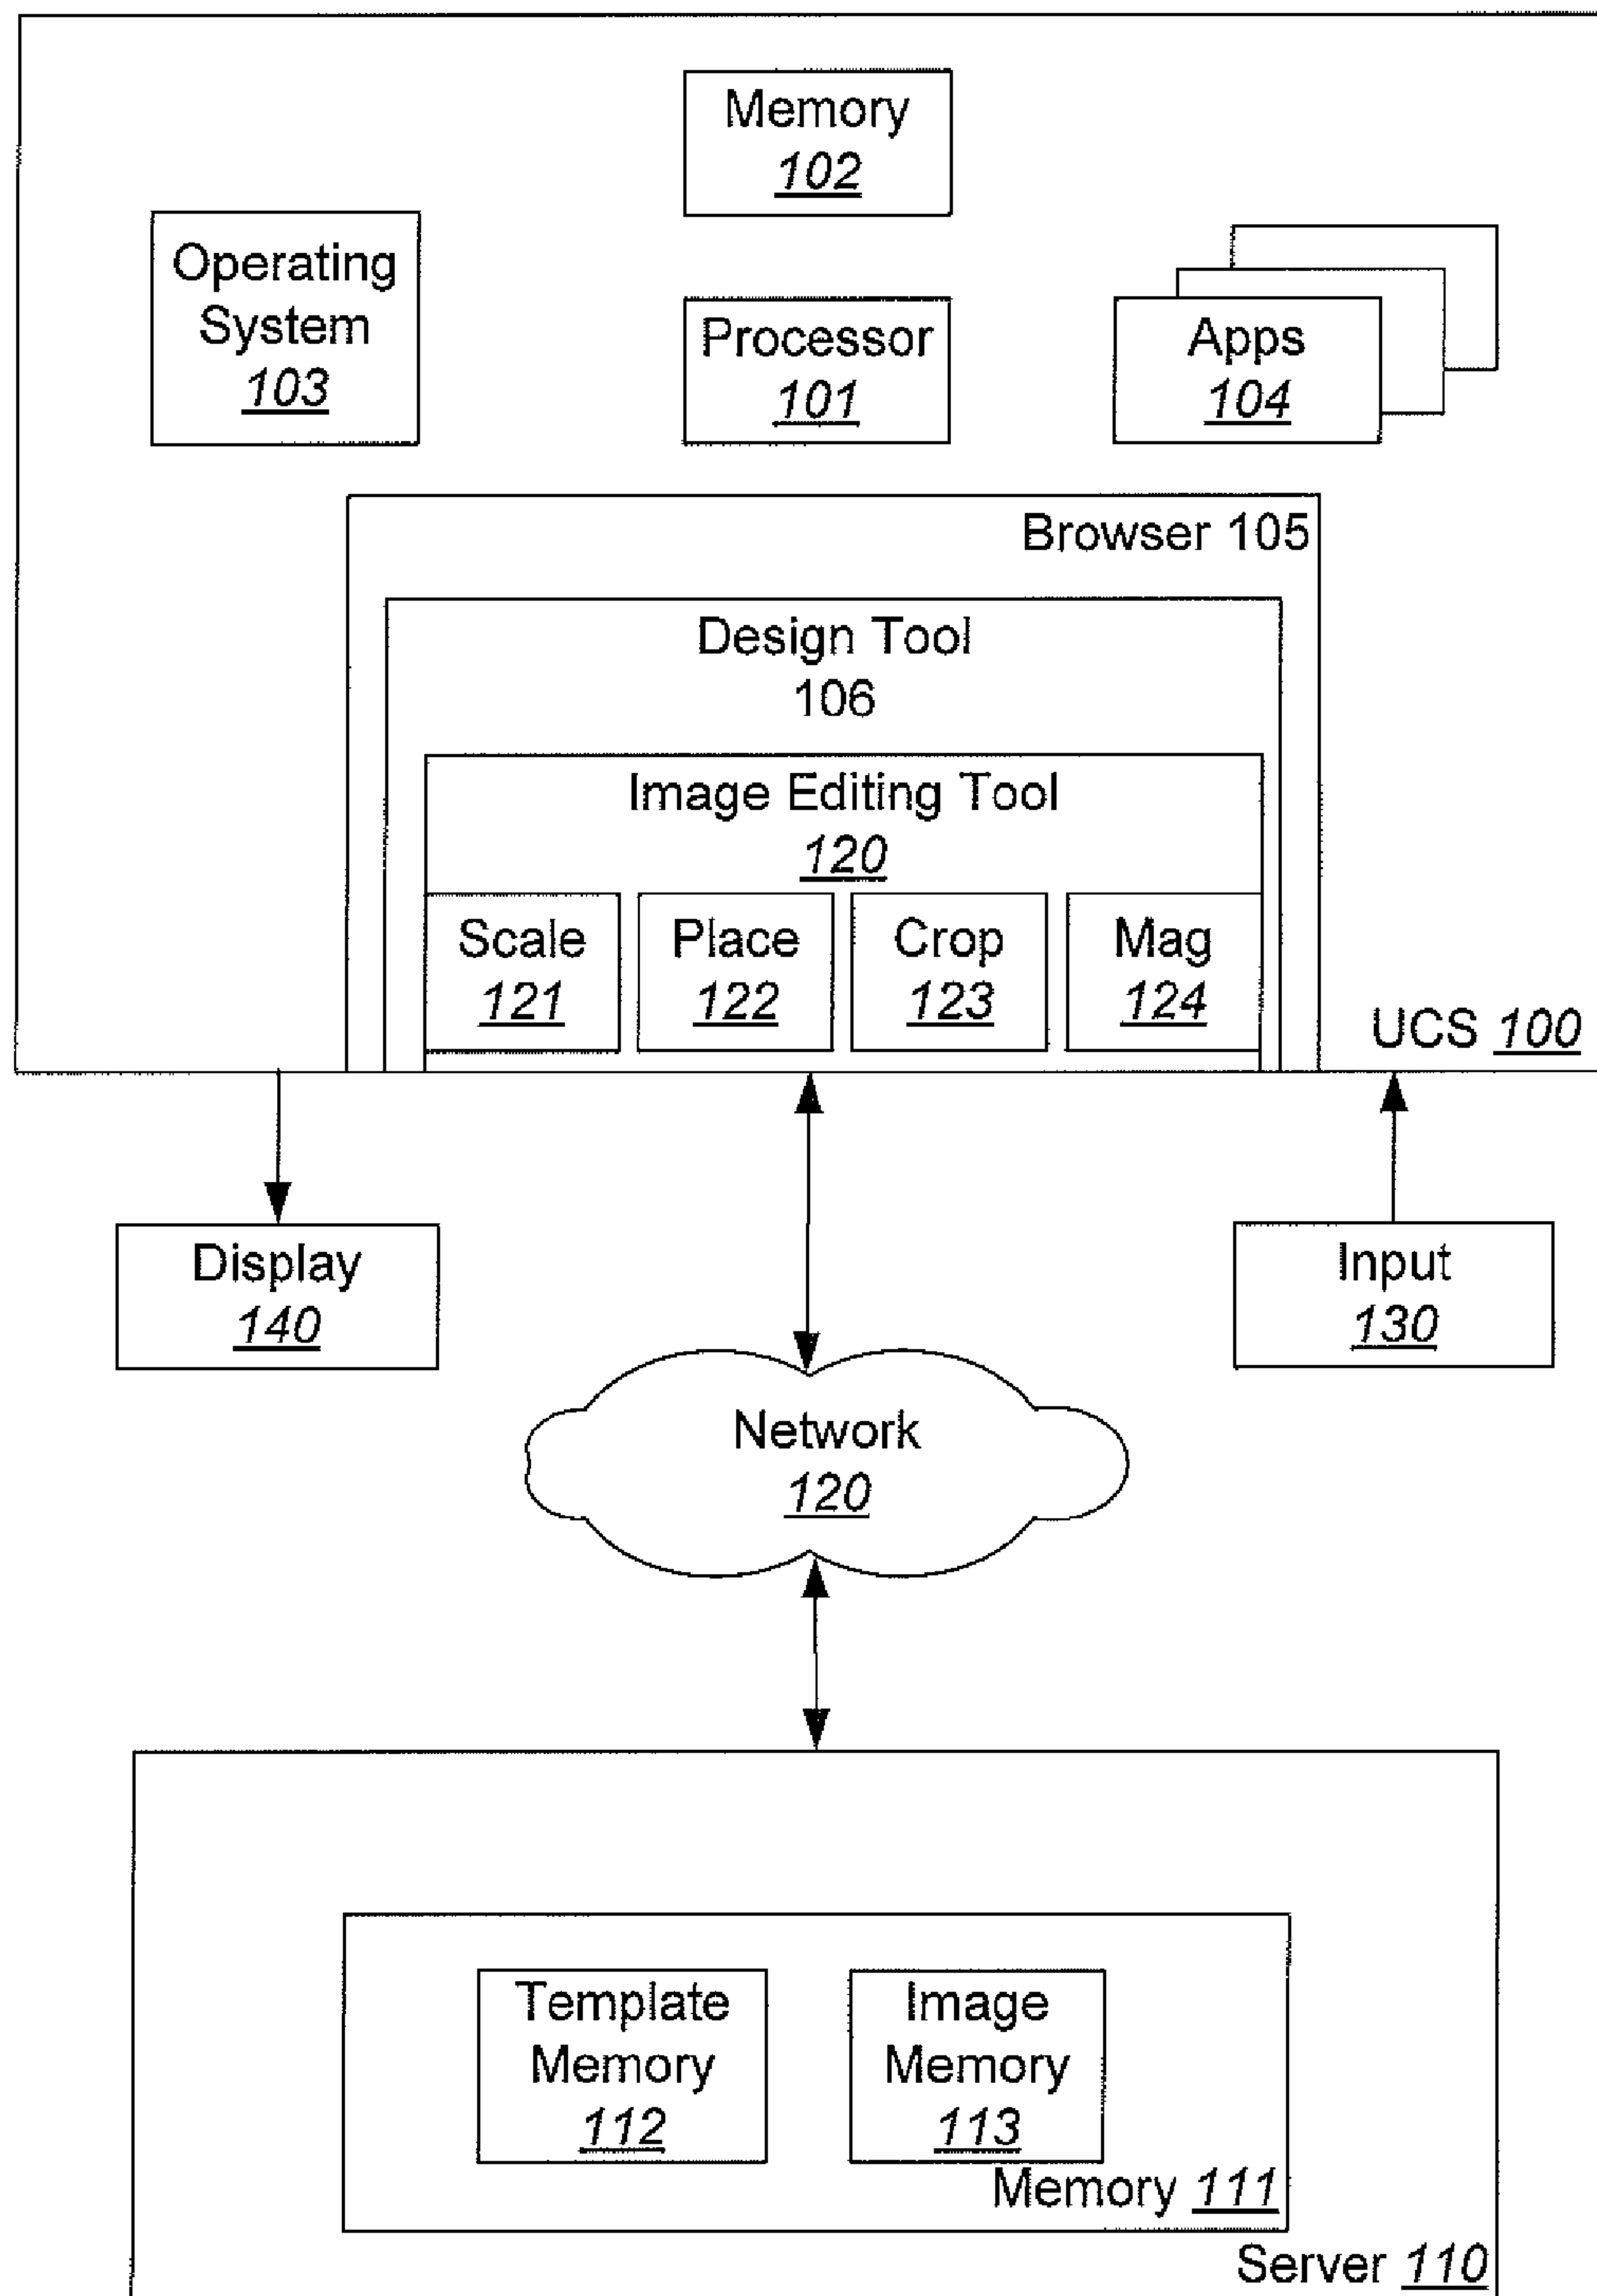 Memory
102
Operating
System
103
Processor
101
Apps
104
Browser 105
Design Tool
106
Image Editing Tool
120
Scale
121
Place
122
Crop
123
Mag
124
UCS 100
Display
140
Input
130
Network
120
Template
Memory
112
Image
Memory
113
Memory 111
Server 110